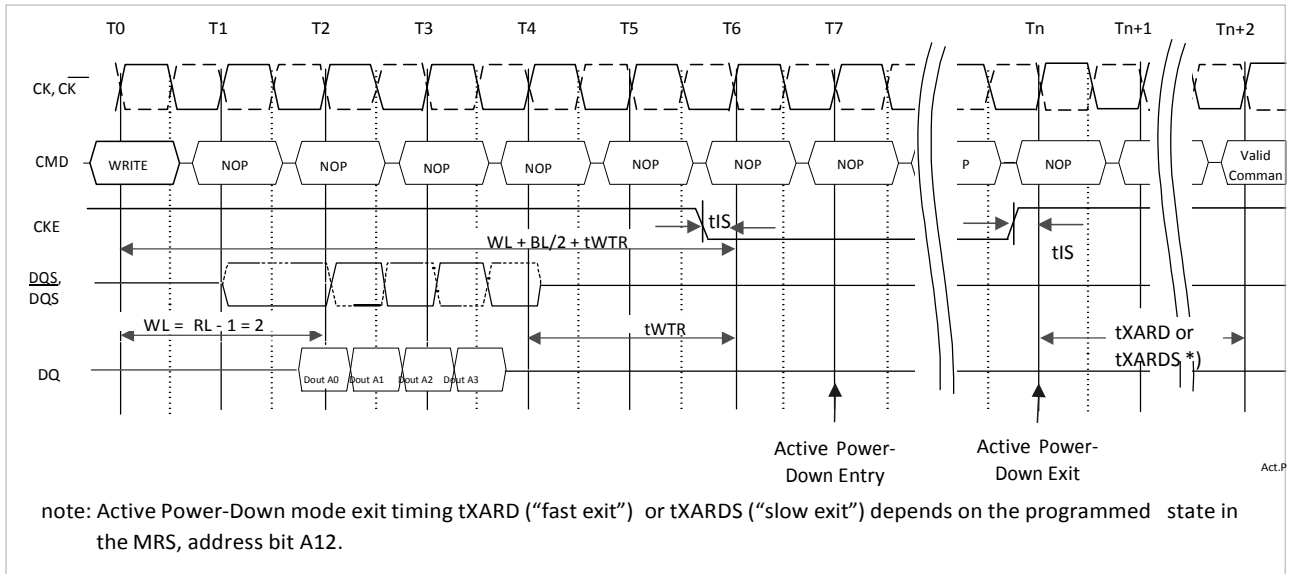 T0 T1 T2 T3 T4 T5 T6 T7 Tn Tn+1 Tn+2
CK, CK
CMD WRITE NOP NOP NOP NOP NOP NOP NOP P NOP Valid
Comman
CKE tIS tIS
WL + BL/2 + tWTR
DQS,
DQS
WL = RL - 1 = 2 tWTR tXARD or
tXARDS *)
DQ Dout A0 Dout A1 Dout A2 Dout A3
Active Power-
Down Entry
Active Power-
Down Exit
Act.P
note: Active Power-Down mode exit timing tXARD (“fast exit”) or tXARDS (“slow exit”) depends on the programmed state in
the MRS, address bit A12.